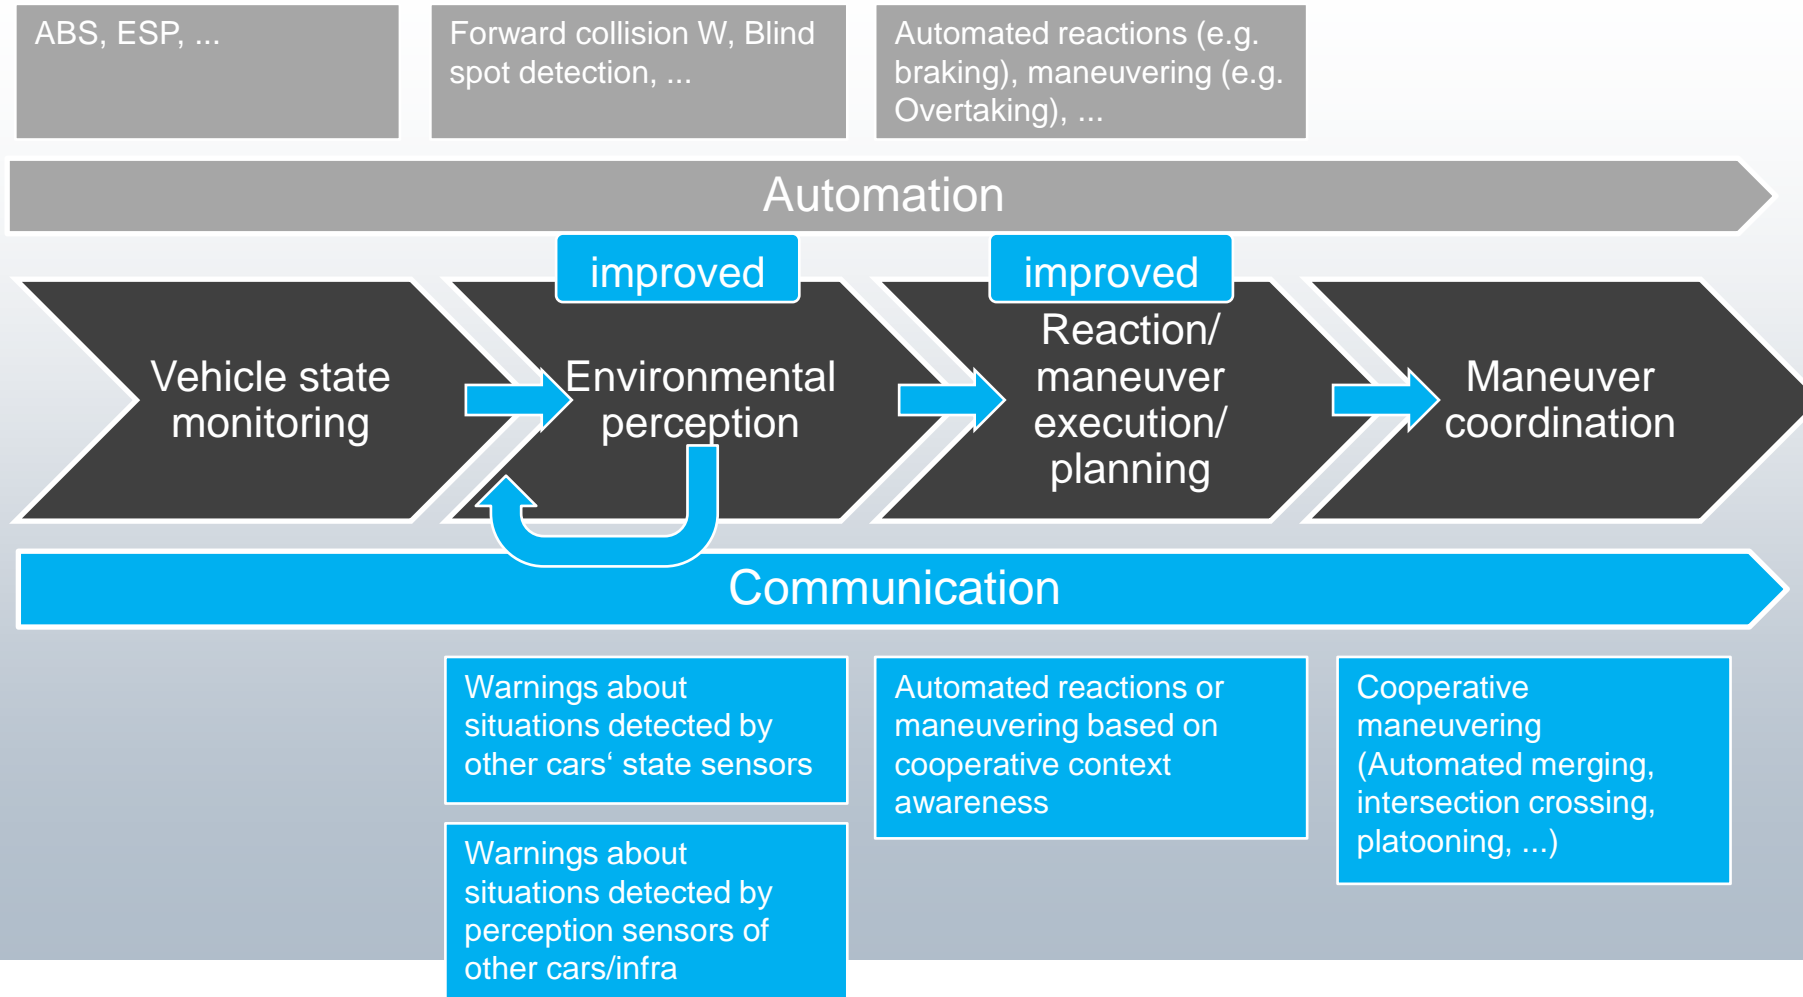 ABS, ESP, ...
Forward collision W, Blind
spot detection, ...
Automated reactions (e.g.
braking), maneuvering (e.g.
Overtaking), ...
Automation
improved
improved
Vehicle state
monitoring
Environmental
perception
Reaction/
maneuver
execution/
planning
Maneuver
coordination
Communication
Warnings about
situations detected by
other cars‘ state sensors
Automated reactions or
maneuvering based on
cooperative context
awareness
Cooperative
maneuvering
(Automated merging,
intersection crossing,
platooning, ...)
Warnings about
situations detected by
perception sensors of
other cars/infra